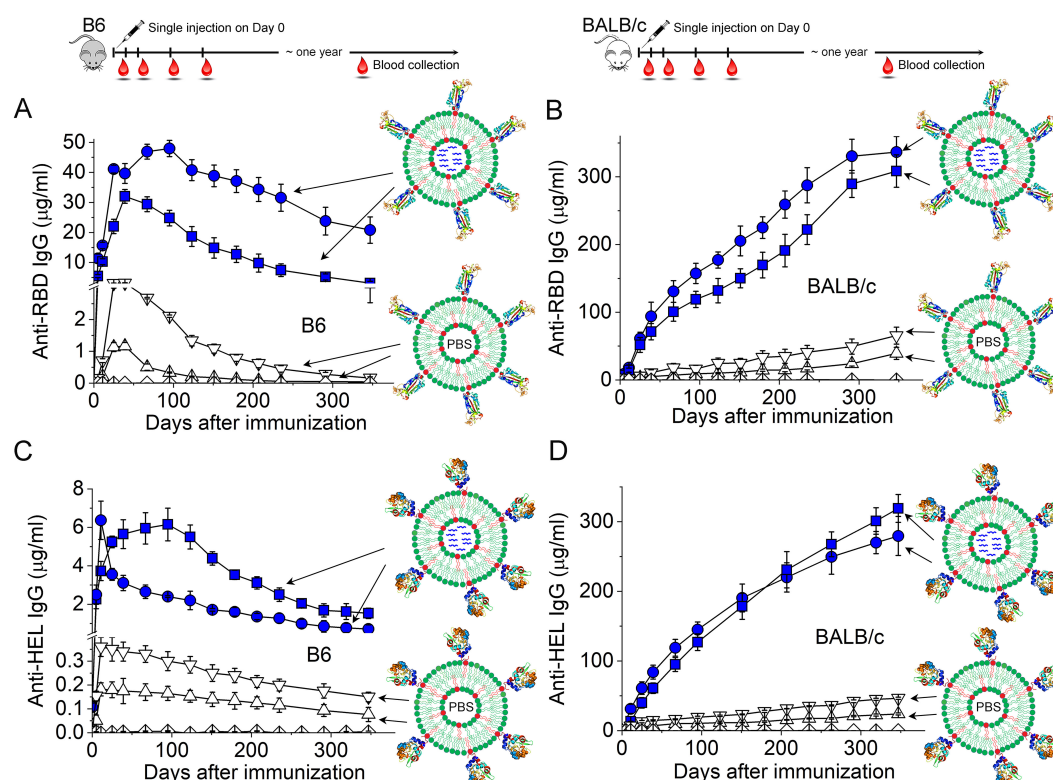 B6
Single injection on Day 0
~ one year
Blood collection
BALB/c
Single injection on Day 0
~ one year
Blood collection
A
Anti-RBD IgG (µg/ml)
50
40
30
20
10
2
1
0
B6
PBS
0 100 200 300
Days after immunization
B
Anti-RBD IgG (µg/ml)
300
200
100
0
BALB/c
PBS
0 100 200 300
Days after immunization
C
Anti-HEL IgG (µg/ml)
8
6
4
2
0.3
0.2
0.1
0.0
B6
PBS
0 100 200 300
Days after immunization
D
Anti-HEL IgG (µg/ml)
300
200
100
0
BALB/c
PBS
0 100 200 300
Days after immunization